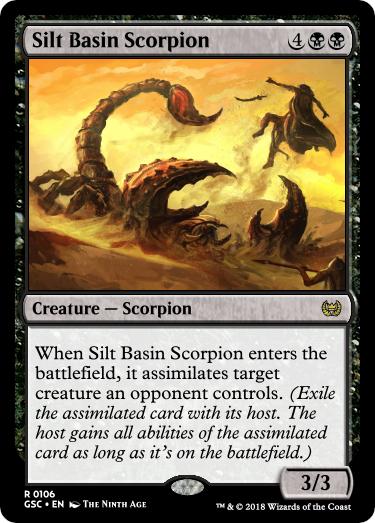 Silt Basin Scorpion 4
Creature — Scorpion
When Silt Basin Scorpion enters the
battlefield, it assimilates target
creature an opponent controls. (Exile
the assimilated card with its host. The
host gains all abilities of the assimilated
card as long as it's on the battlefield.)
3/3
R 0106
GSC • EN The Ninth Age ™ & © 2018 Wizards of the Coast